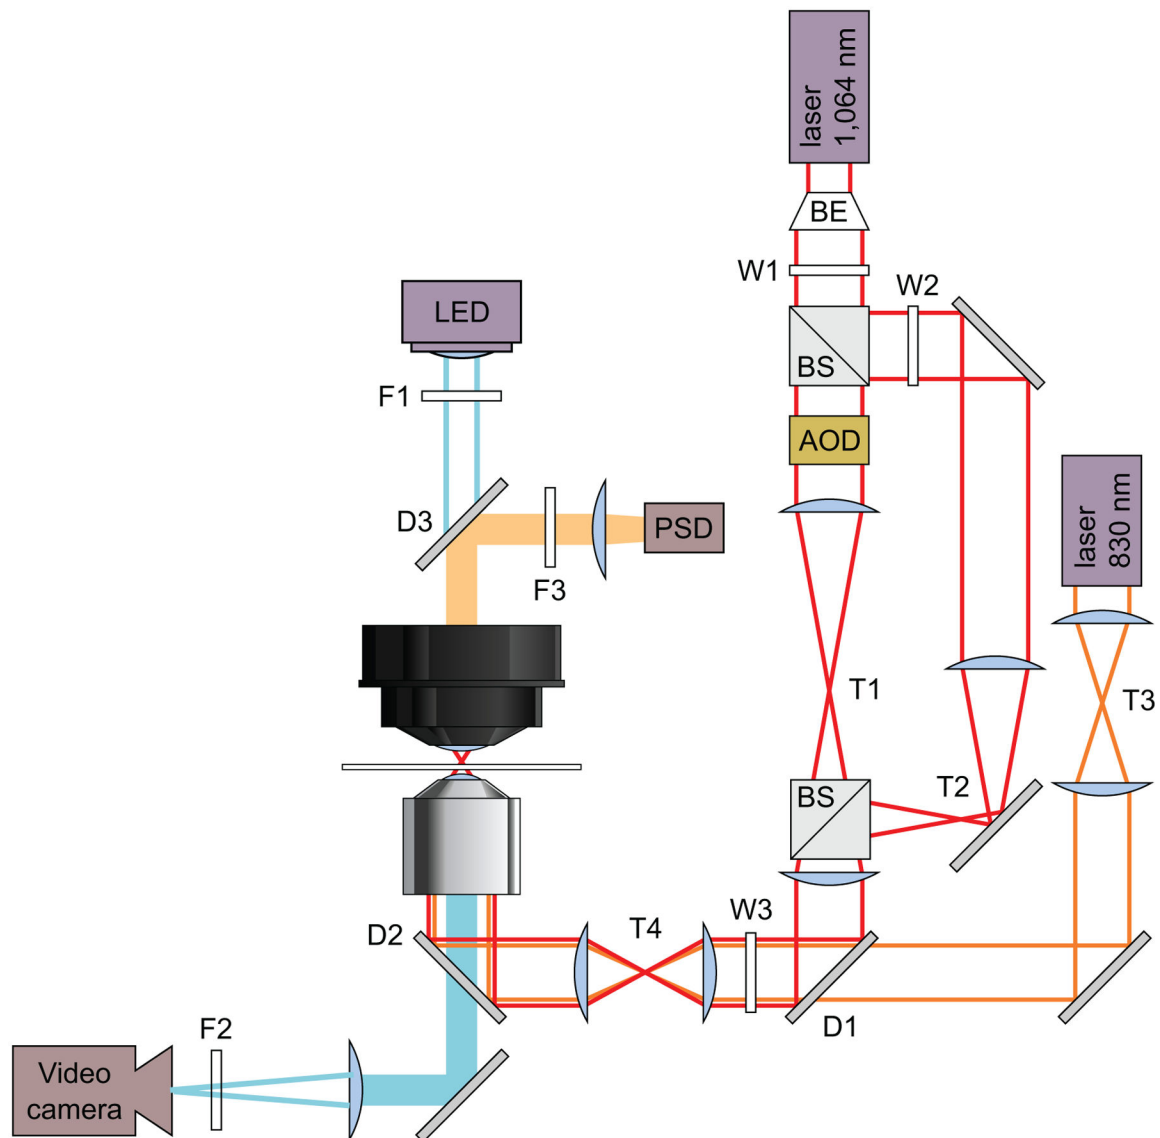 laser
1,064 nm
BE
W1
W2
LED
BS
F1
AOD
D3
PSD
laser
830 nm
F3
T1
T3
BS
T2
W3
T4
D2
D1
F2
Video
camera